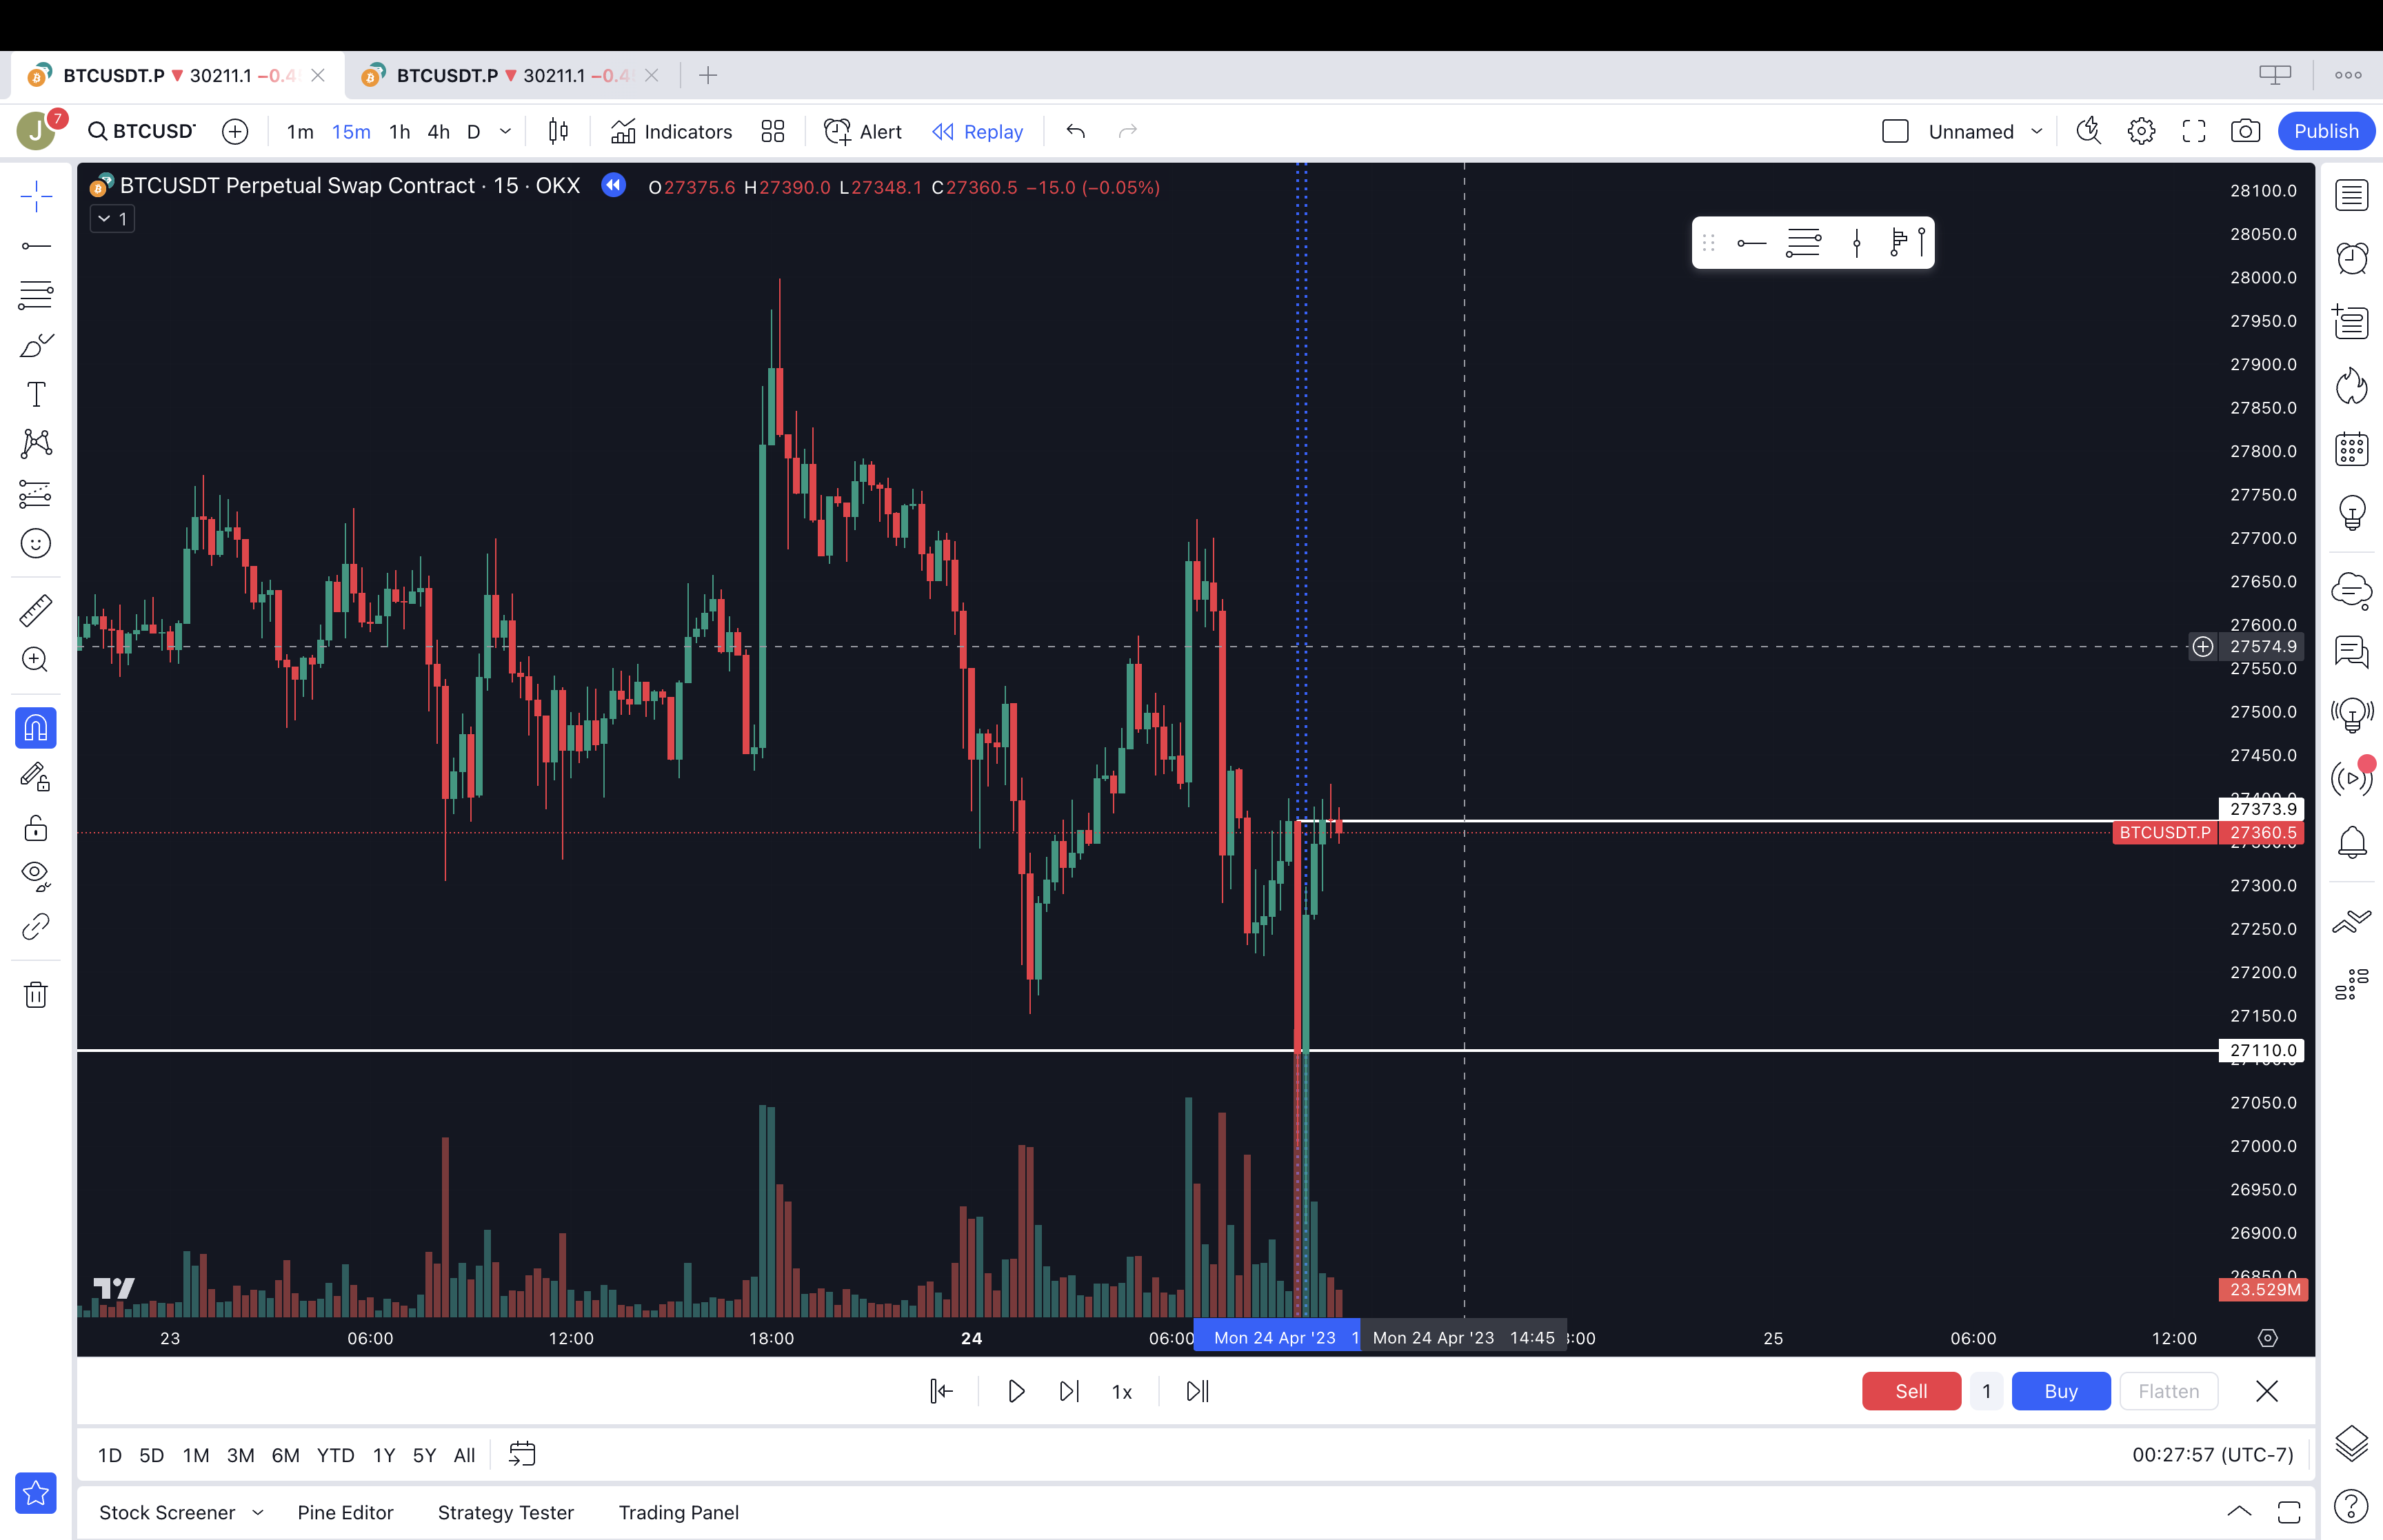 BTCUSDT.P ▼ 30211.1 −0.4
BTCUSDT.P ▼ 30211.1 −0.4
J 7 BTCUSD 1m 15m 1h 4h D Indicators Alert Replay Unnamed Publish
BTCUSDT Perpetual Swap Contract · 15 · OKX O27375.6 H27390.0 L27348.1 C27360.5 −15.0 (−0.05%)
1
28100.0
28050.0
28000.0
27950.0
27900.0
27850.0
27800.0
27750.0
27700.0
27650.0
27600.0
27574.9
27550.0
27500.0
27450.0
27373.9
BTCUSDT.P 27360.5
27300.0
27250.0
27200.0
27150.0
27110.0
27050.0
27000.0
26950.0
26900.0
26850.0
23.529M
23 06:00 12:00 18:00 24 06:00 Mon 24 Apr '23 1 Mon 24 Apr '23 14:45 :00 25 06:00 12:00
1x Sell 1 Buy Flatten
1D 5D 1M 3M 6M YTD 1Y 5Y All 00:27:57 (UTC-7)
Stock Screener Pine Editor Strategy Tester Trading Panel